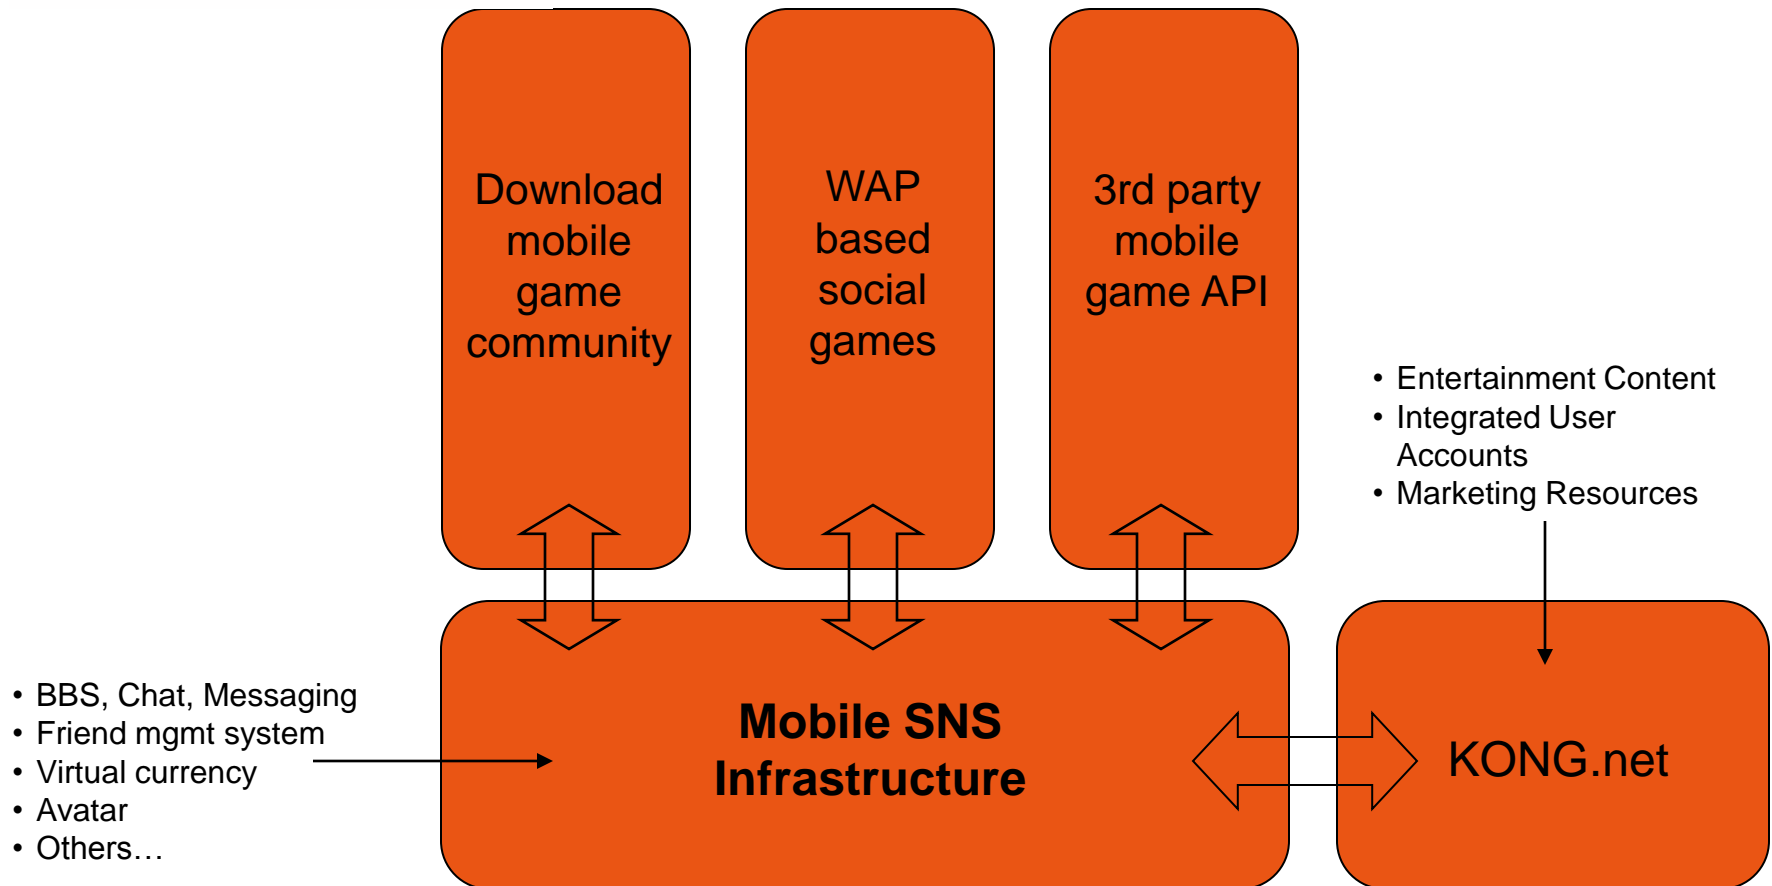 Download
mobile
game
community
WAP
based
social
games
3rd party
mobile
game API
• Entertainment Content
• Integrated User
Accounts
• Marketing Resources
• BBS, Chat, Messaging
• Friend mgmt system
• Virtual currency
• Avatar
• Others…
Mobile SNS
Infrastructure
KONG.net